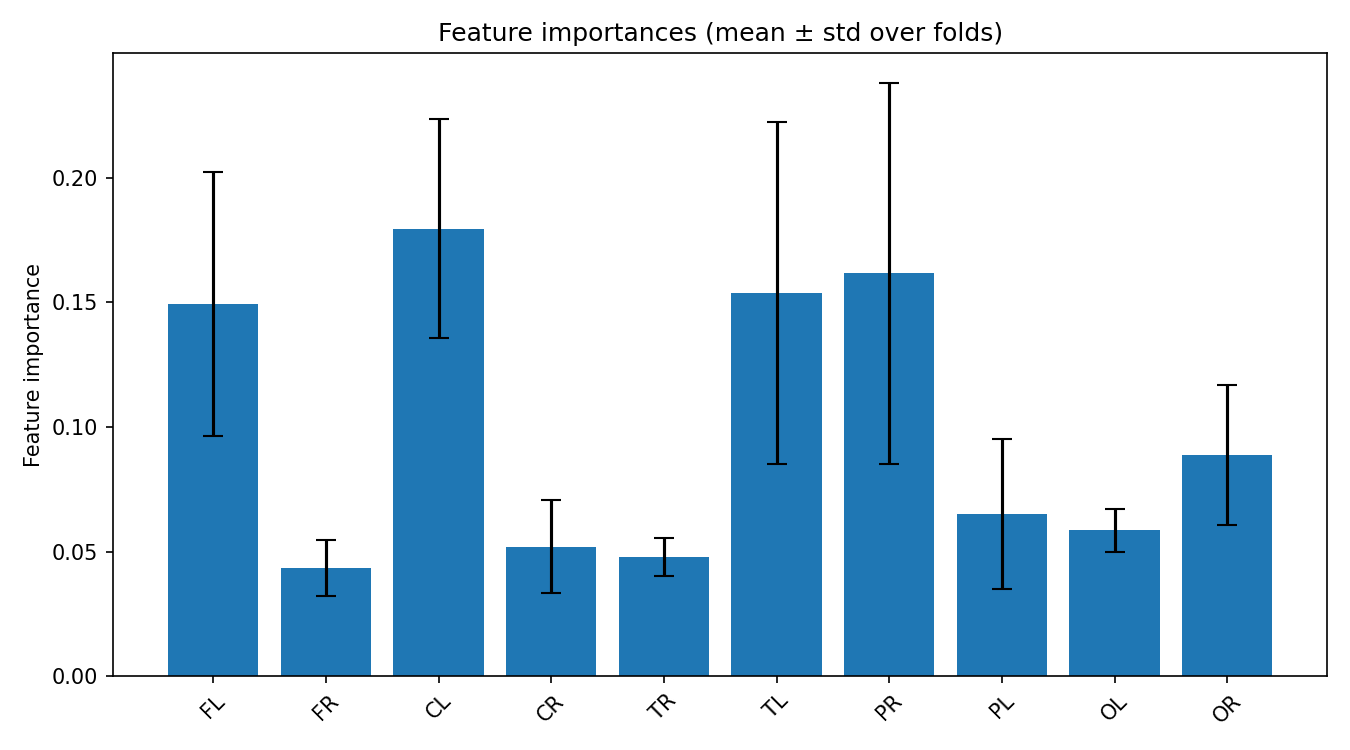 Feature importances (mean ± std over folds)
Feature importance
0.20
0.15
0.10
0.05
0.00
FL FR CL CR TR TL PR PL OL OR